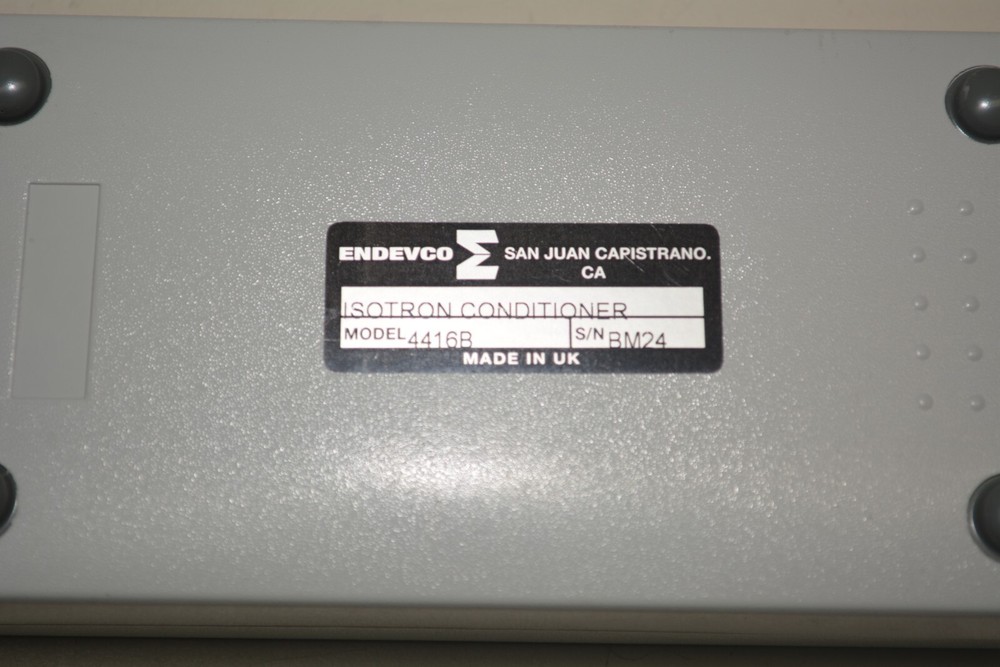 ENDEVCO SAN JUAN CAPISTRANO.
CA
ISOTRON CONDITIONER
MODEL 4416B S/N BM24
MADE IN UK